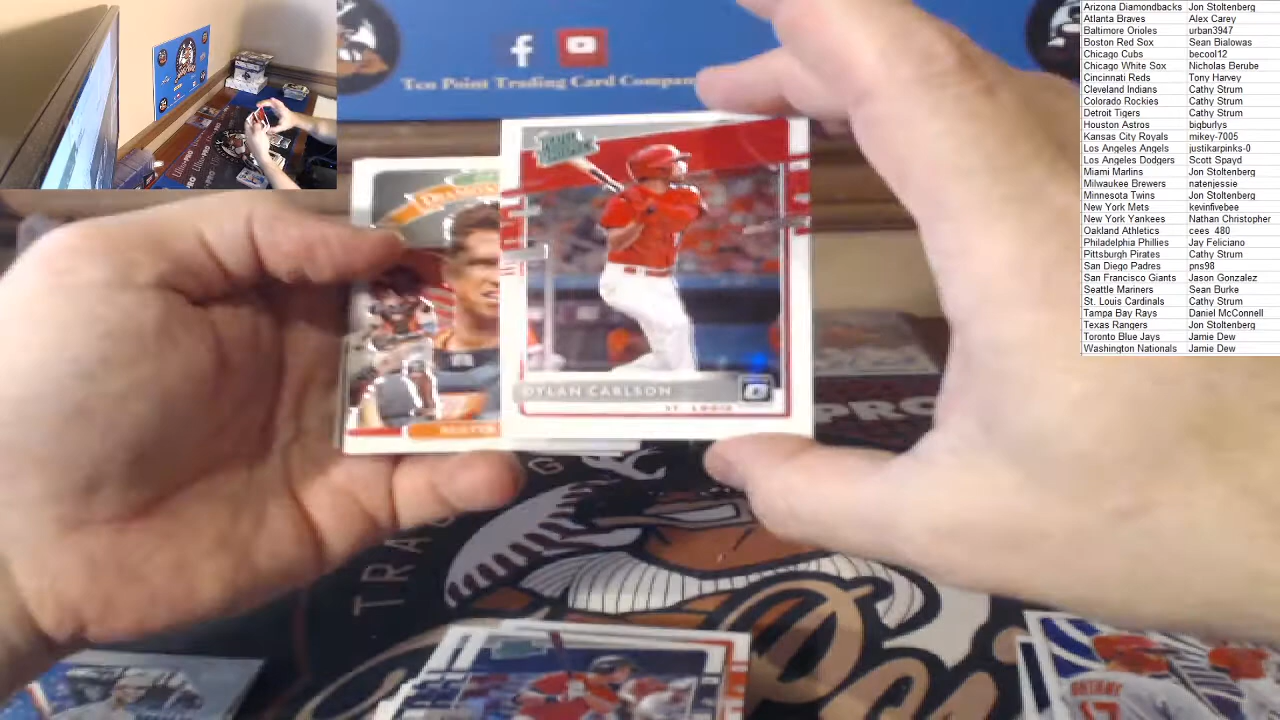 Ten Point Trading Card Company
DYLAN CARLSON
ST. LOUIS
Arizona Diamondbacks Jon Stoltenberg
Atlanta Braves Alex Carey
Baltimore Orioles urban3947
Boston Red Sox Sean Bialowas
Chicago Cubs becool12
Chicago White Sox Nicholas Berube
Cincinnati Reds Tony Harvey
Cleveland Indians Cathy Strum
Colorado Rockies Cathy Strum
Detroit Tigers Cathy Strum
Houston Astros bigburlys
Kansas City Royals mikey-7005
Los Angeles Angels justikarpinks-0
Los Angeles Dodgers Scott Spayd
Miami Marlins Jon Stoltenberg
Milwaukee Brewers natenjessie
Minnesota Twins Jon Stoltenberg
New York Mets kevinfivebee
New York Yankees Nathan Christopher
Oakland Athletics cees_480
Philadelphia Phillies Jay Feliciano
Pittsburgh Pirates Cathy Strum
San Diego Padres pns98
San Francisco Giants Jason Gonzalez
Seattle Mariners Sean Burke
St. Louis Cardinals Cathy Strum
Tampa Bay Rays Daniel McConnell
Texas Rangers Jon Stoltenberg
Toronto Blue Jays Jamie Dew
Washington Nationals Jamie Dew
PRO
TRA